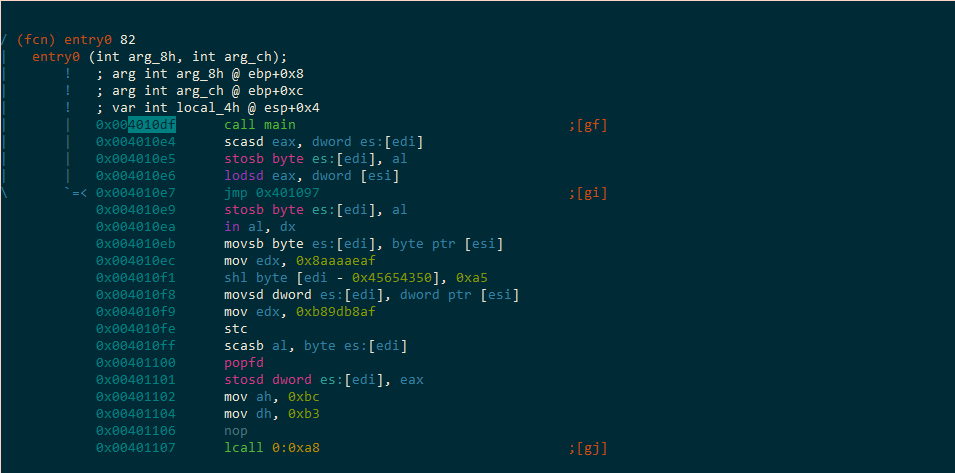 / (fcn) entry0 82
|   entry0 (int arg_8h, int arg_ch);
|       !   ; arg int arg_8h @ ebp+0x8
|       !   ; arg int arg_ch @ ebp+0xc
|       !   ; var int local_4h @ esp+0x4
|       |   0x004010df      call main                                  ;[gf]
|       |   0x004010e4      scasd eax, dword es:[edi]
|       |   0x004010e5      stosb byte es:[edi], al
|       |   0x004010e6      lodsd eax, dword [esi]
\       `=< 0x004010e7      jmp 0x401097                               ;[gi]
            0x004010e9      stosb byte es:[edi], al
            0x004010ea      in al, dx
            0x004010eb      movsb byte es:[edi], byte ptr [esi]
            0x004010ec      mov edx, 0x8aaaaeaf
            0x004010f1      shl byte [edi - 0x45654350], 0xa5
            0x004010f8      movsd dword es:[edi], dword ptr [esi]
            0x004010f9      mov edx, 0xb89db8af
            0x004010fe      stc
            0x004010ff      scasb al, byte es:[edi]
            0x00401100      popfd
            0x00401101      stosd dword es:[edi], eax
            0x00401102      mov ah, 0xbc
            0x00401104      mov dh, 0xb3
            0x00401106      nop
            0x00401107      lcall 0:0xa8                               ;[gj]